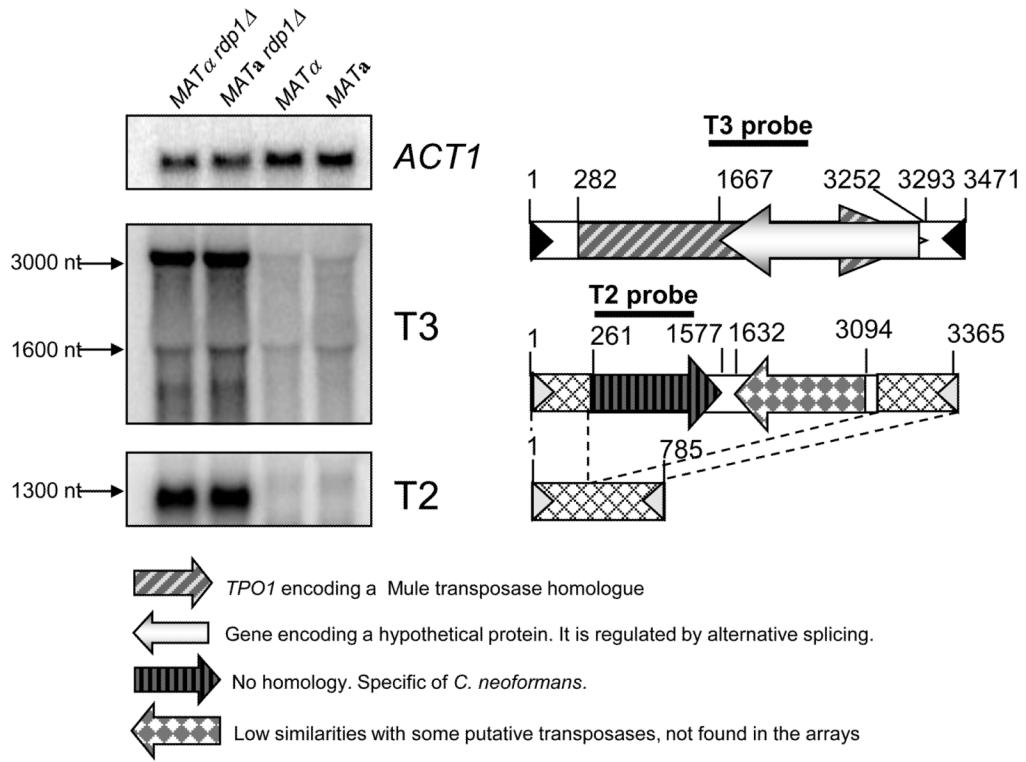 MATα rdp1Δ
MATa rdp1Δ
MATα
MATa
ACT1
3000 nt
1600 nt
T3
1300 nt
T2
T3 probe
1 282 1667 3252 3293 3471
T2 probe
1 261 1577 1632 3094 3365
1 785
TPO1 encoding a Mule transposase homologue
Gene encoding a hypothetical protein. It is regulated by alternative splicing.
No homology. Specific of C. neoformans.
Low similarities with some putative transposases, not found in the arrays